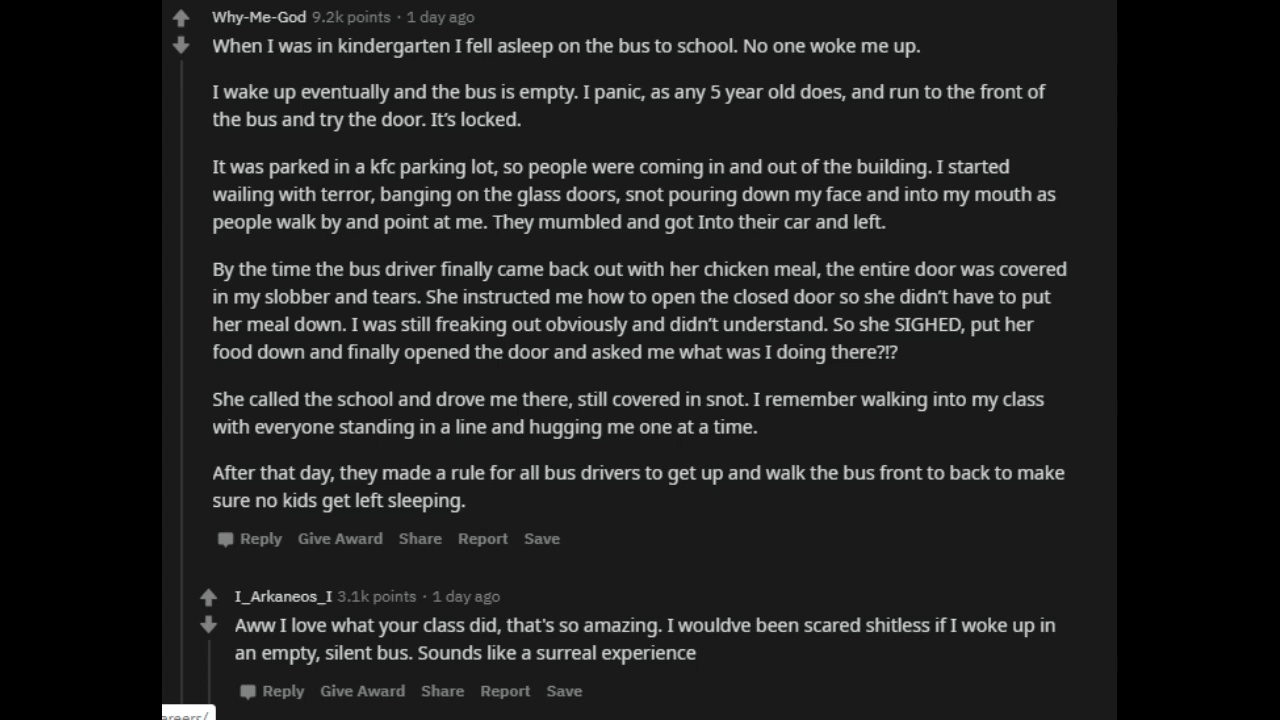 Why-Me-God 9.2k points · 1 day ago
When I was in kindergarten I fell asleep on the bus to school. No one woke me up.
I wake up eventually and the bus is empty. I panic, as any 5 year old does, and run to the front of
the bus and try the door. It's locked.
It was parked in a kfc parking lot, so people were coming in and out of the building. I started
wailing with terror, banging on the glass doors, snot pouring down my face and into my mouth as
people walk by and point at me. They mumbled and got Into their car and left.
By the time the bus driver finally came back out with her chicken meal, the entire door was covered
in my slobber and tears. She instructed me how to open the closed door so she didn't have to put
her meal down. I was still freaking out obviously and didn't understand. So she SIGHED, put her
food down and finally opened the door and asked me what was I doing there?!?
She called the school and drove me there, still covered in snot. I remember walking into my class
with everyone standing in a line and hugging me one at a time.
After that day, they made a rule for all bus drivers to get up and walk the bus front to back to make
sure no kids get left sleeping.
Reply Give Award Share Report Save
I_Arkaneos_I 3.1k points · 1 day ago
Aww I love what your class did, that's so amazing. I wouldve been scared shitless if I woke up in
an empty, silent bus. Sounds like a surreal experience
Reply Give Award Share Report Save